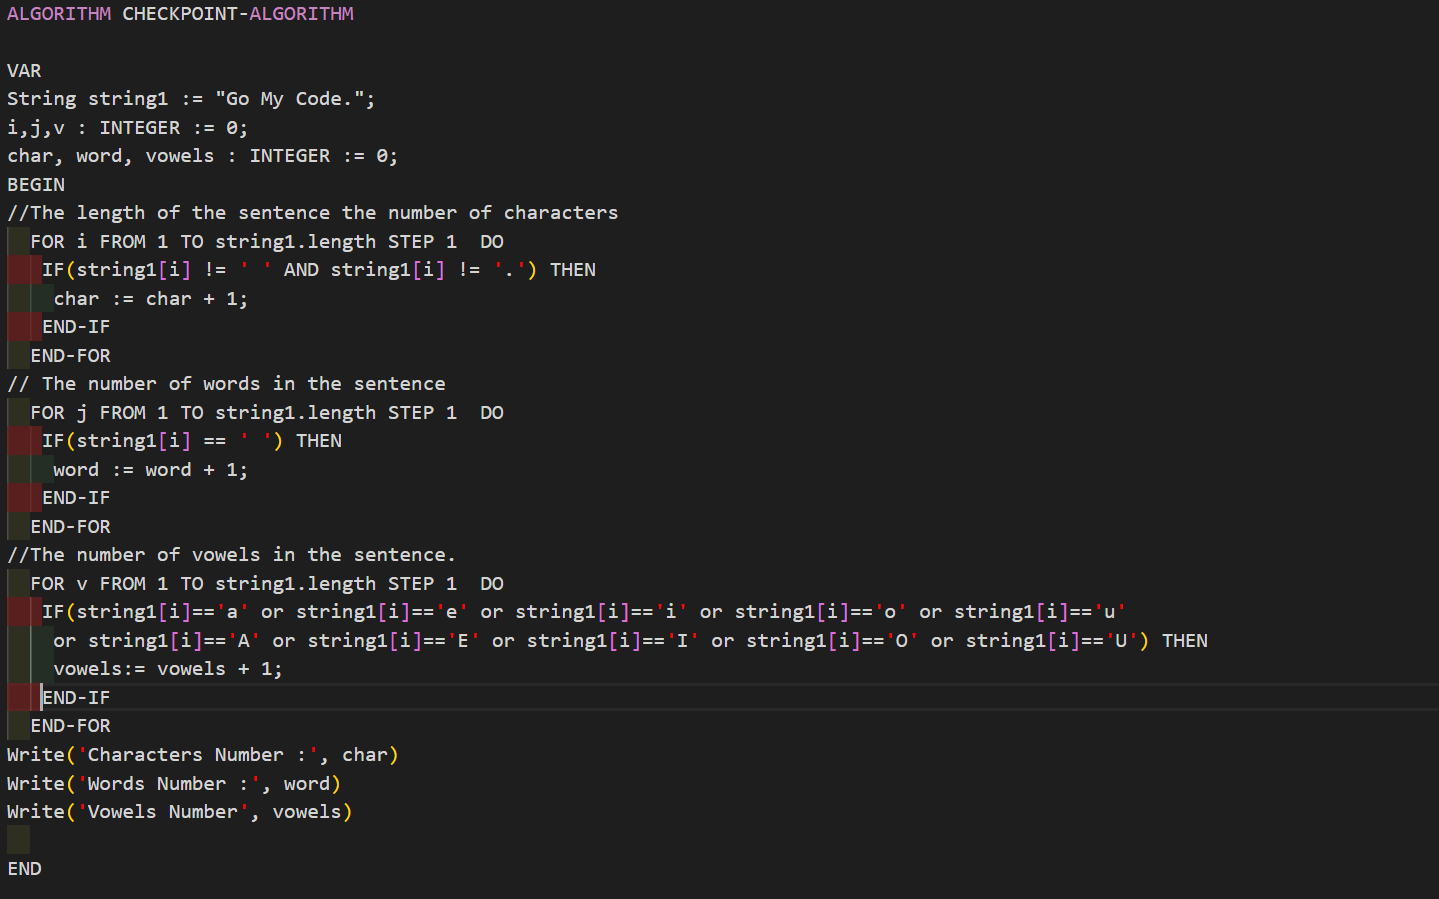 ALGORITHM CHECKPOINT-ALGORITHM
VAR
String string1 := "Go My Code.";
i,j,v : INTEGER := 0;
char, word, vowels : INTEGER := 0;
BEGIN
//The length of the sentence the number of characters
FOR i FROM 1 TO string1.length STEP 1  DO
IF(string1[i] != ' ' AND string1[i] != '.') THEN
char := char + 1;
END-IF
END-FOR
// The number of words in the sentence
FOR j FROM 1 TO string1.length STEP 1  DO
IF(string1[i] == ' ') THEN
word := word + 1;
END-IF
END-FOR
//The number of vowels in the sentence.
FOR v FROM 1 TO string1.length STEP 1  DO
IF(string1[i]=='a' or string1[i]=='e' or string1[i]=='i' or string1[i]=='o' or string1[i]=='u'
or string1[i]=='A' or string1[i]=='E' or string1[i]=='I' or string1[i]=='O' or string1[i]=='U') THEN
vowels:= vowels + 1;
END-IF
END-FOR
Write('Characters Number :', char)
Write('Words Number :', word)
Write('Vowels Number', vowels)
END